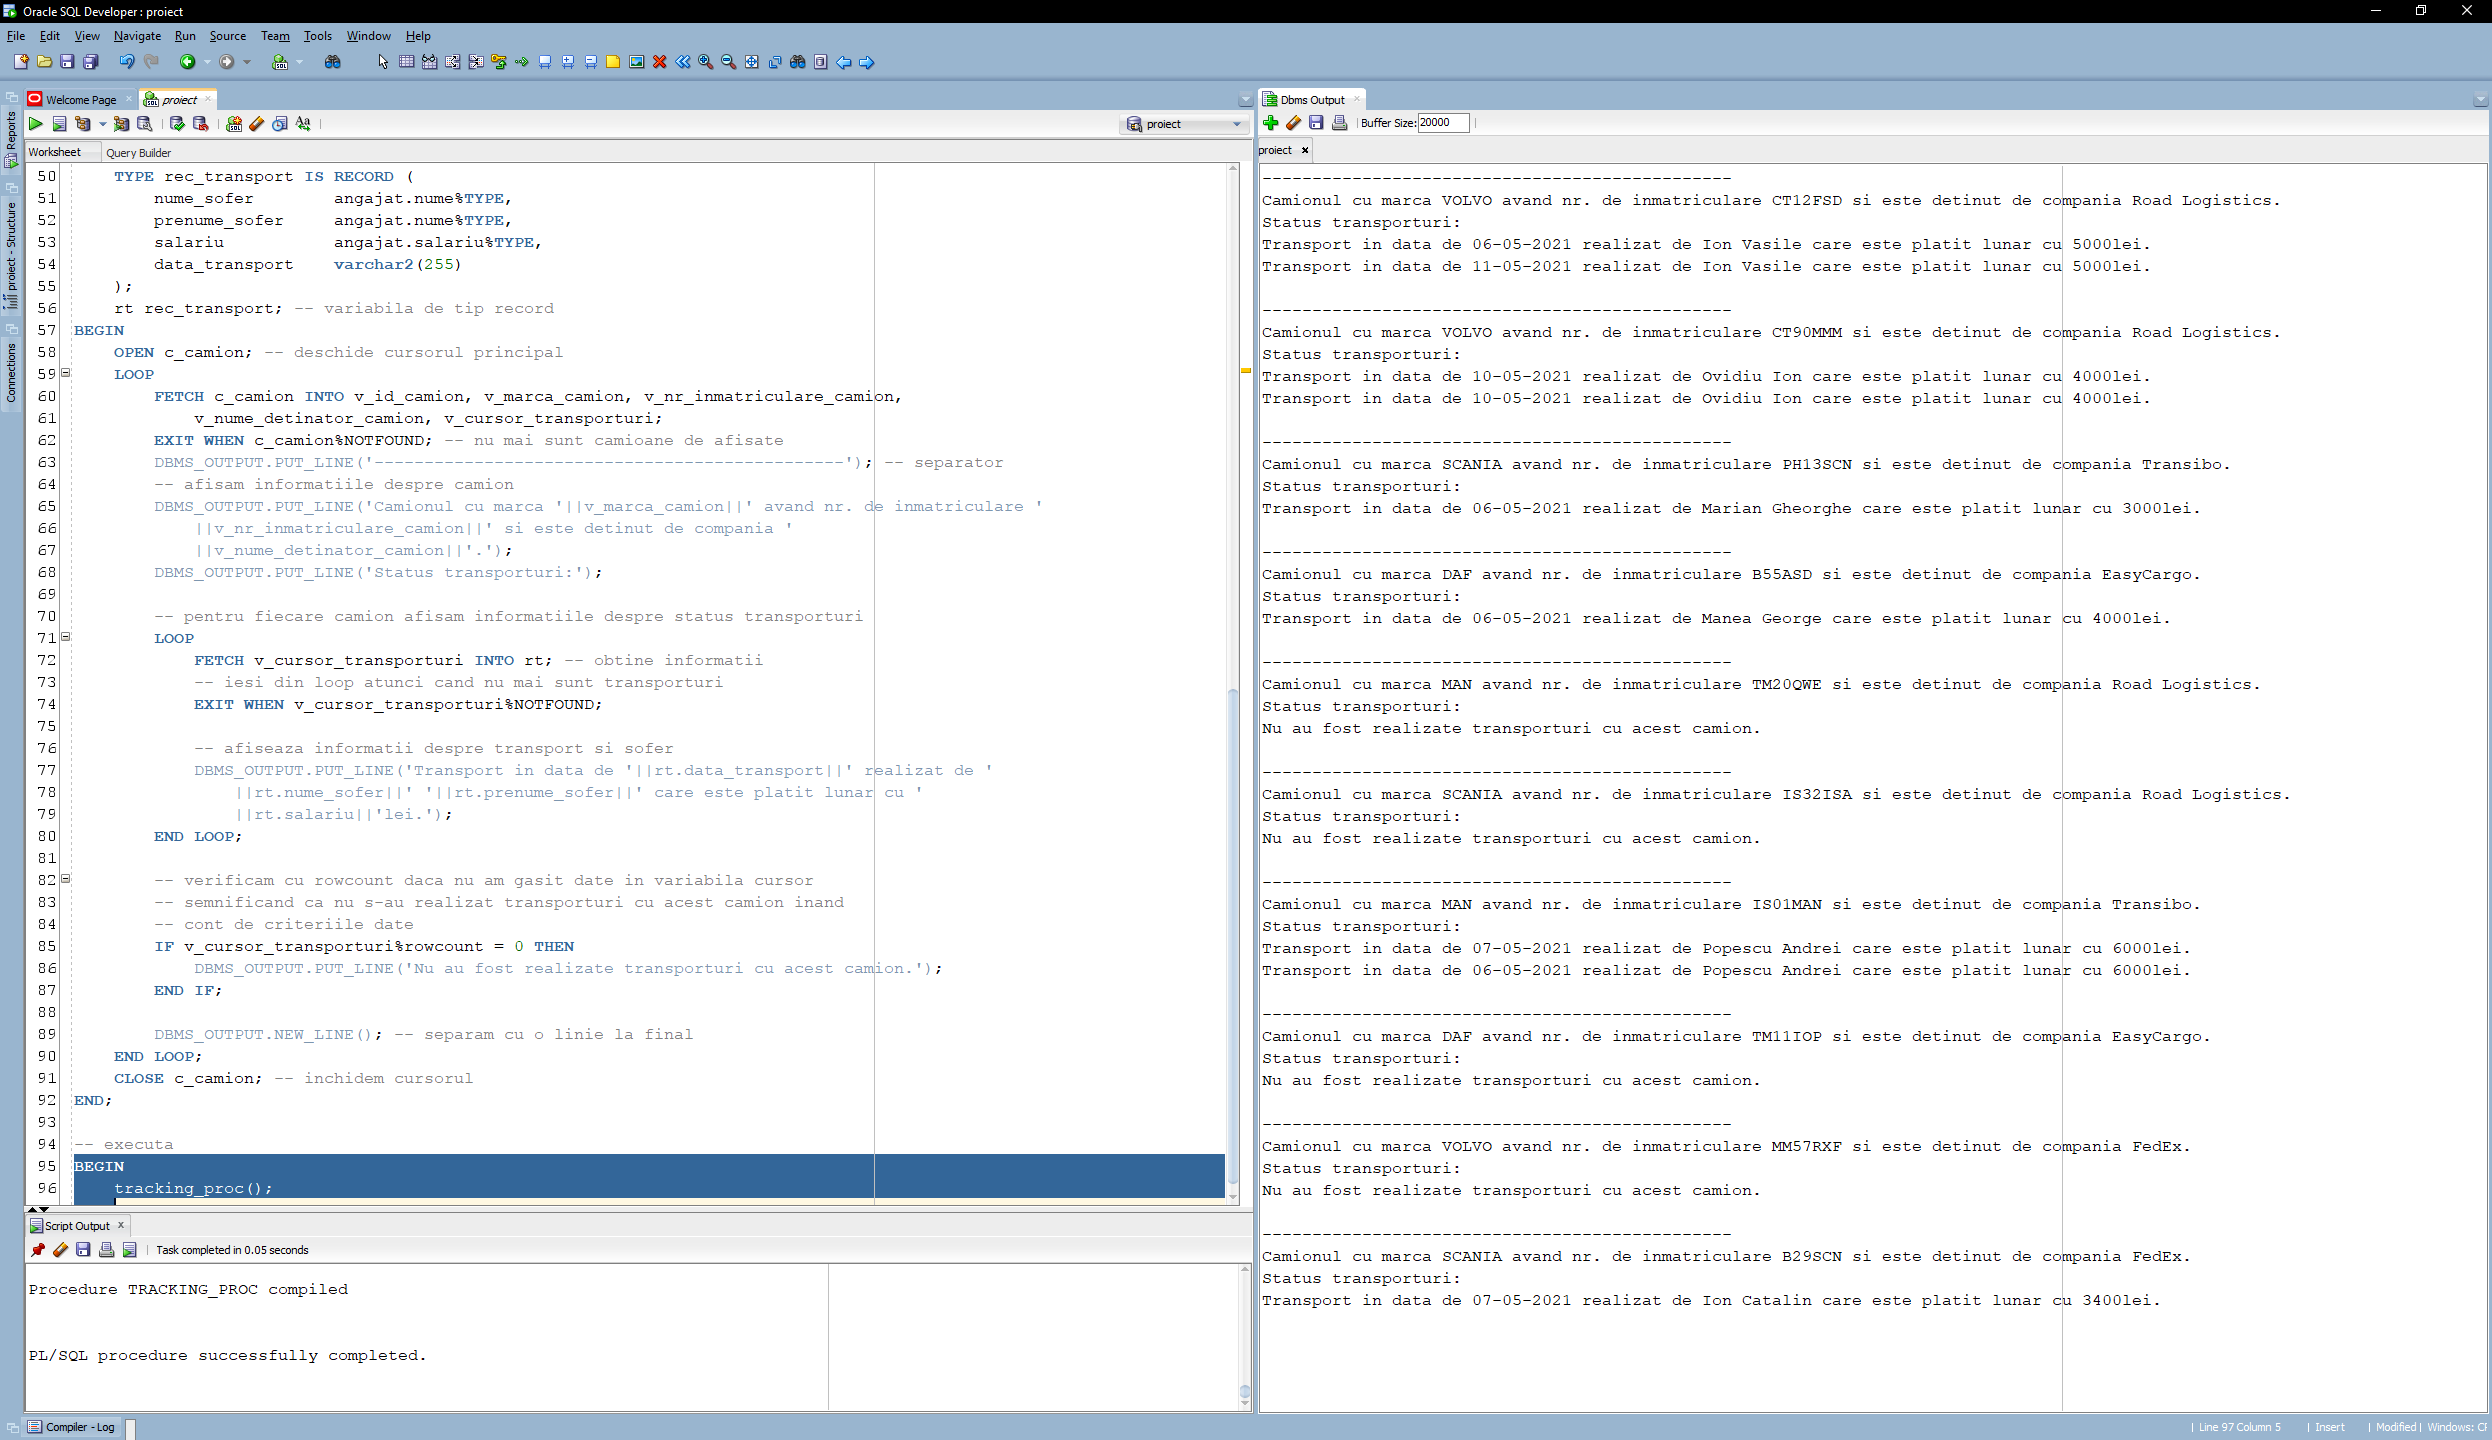 Oracle SQL Developer : proiect
File Edit View Navigate Run Source Team Tools Window Help
Reports
proiect - Structure
Connections
Welcome Page
proiect
proiect
Worksheet
Query Builder
50 TYPE rec_transport IS RECORD (
51 nume_sofer angajat.nume%TYPE,
52 prenume_sofer angajat.nume%TYPE,
53 salariu angajat.salariu%TYPE,
54 data_transport varchar2(255)
55 );
56 rt rec_transport; -- variabila de tip record
57 BEGIN
58 OPEN c_camion; -- deschide cursorul principal
59 LOOP
60 FETCH c_camion INTO v_id_camion, v_marca_camion, v_nr_inmatriculare_camion,
61 v_nume_detinator_camion, v_cursor_transporturi;
62 EXIT WHEN c_camion%NOTFOUND; -- nu mai sunt camioane de afisate
63 DBMS_OUTPUT.PUT_LINE('-----------------------------------------------'); -- separator
64 -- afisam informatiile despre camion
65 DBMS_OUTPUT.PUT_LINE('Camionul cu marca '||v_marca_camion||' avand nr. de inmatriculare '
66 ||v_nr_inmatriculare_camion||' si este detinut de compania '
67 ||v_nume_detinator_camion||'.');
68 DBMS_OUTPUT.PUT_LINE('Status transporturi:');
69
70 -- pentru fiecare camion afisam informatiile despre status transporturi
71 LOOP
72 FETCH v_cursor_transporturi INTO rt; -- obtine informatii
73 -- iesi din loop atunci cand nu mai sunt transporturi
74 EXIT WHEN v_cursor_transporturi%NOTFOUND;
75
76 -- afiseaza informatii despre transport si sofer
77 DBMS_OUTPUT.PUT_LINE('Transport in data de '||rt.data_transport||' realizat de '
78 ||rt.nume_sofer||' '||rt.prenume_sofer||' care este platit lunar cu '
79 ||rt.salariu||'lei.');
80 END LOOP;
81
82 -- verificam cu rowcount daca nu am gasit date in variabila cursor
83 -- semnificand ca nu s-au realizat transporturi cu acest camion inand
84 -- cont de criteriile date
85 IF v_cursor_transporturi%rowcount = 0 THEN
86 DBMS_OUTPUT.PUT_LINE('Nu au fost realizate transporturi cu acest camion.');
87 END IF;
88
89 DBMS_OUTPUT.NEW_LINE(); -- separam cu o linie la final
90 END LOOP;
91 CLOSE c_camion; -- inchidem cursorul
92 END;
93
94 -- executa
95 BEGIN
96 tracking_proc();
Script Output
Task completed in 0.05 seconds
Procedure TRACKING_PROC compiled
PL/SQL procedure successfully completed.
Compiler - Log
Dbms Output
Buffer Size: 20000
proiect
-----------------------------------------------
Camionul cu marca VOLVO avand nr. de inmatriculare CT12FSD si este detinut de compania Road Logistics.
Status transporturi:
Transport in data de 06-05-2021 realizat de Ion Vasile care este platit lunar cu 5000lei.
Transport in data de 11-05-2021 realizat de Ion Vasile care este platit lunar cu 5000lei.
-----------------------------------------------
Camionul cu marca VOLVO avand nr. de inmatriculare CT90MMM si este detinut de compania Road Logistics.
Status transporturi:
Transport in data de 10-05-2021 realizat de Ovidiu Ion care este platit lunar cu 4000lei.
Transport in data de 10-05-2021 realizat de Ovidiu Ion care este platit lunar cu 4000lei.
-----------------------------------------------
Camionul cu marca SCANIA avand nr. de inmatriculare PH13SCN si este detinut de compania Transibo.
Status transporturi:
Transport in data de 06-05-2021 realizat de Marian Gheorghe care este platit lunar cu 3000lei.
-----------------------------------------------
Camionul cu marca DAF avand nr. de inmatriculare B55ASD si este detinut de compania EasyCargo.
Status transporturi:
Transport in data de 06-05-2021 realizat de Manea George care este platit lunar cu 4000lei.
-----------------------------------------------
Camionul cu marca MAN avand nr. de inmatriculare TM20QWE si este detinut de compania Road Logistics.
Status transporturi:
Nu au fost realizate transporturi cu acest camion.
-----------------------------------------------
Camionul cu marca SCANIA avand nr. de inmatriculare IS32ISA si este detinut de compania Road Logistics.
Status transporturi:
Nu au fost realizate transporturi cu acest camion.
-----------------------------------------------
Camionul cu marca MAN avand nr. de inmatriculare IS01MAN si este detinut de compania Transibo.
Status transporturi:
Transport in data de 07-05-2021 realizat de Popescu Andrei care este platit lunar cu 6000lei.
Transport in data de 06-05-2021 realizat de Popescu Andrei care este platit lunar cu 6000lei.
-----------------------------------------------
Camionul cu marca DAF avand nr. de inmatriculare TM11IOP si este detinut de compania EasyCargo.
Status transporturi:
Nu au fost realizate transporturi cu acest camion.
-----------------------------------------------
Camionul cu marca VOLVO avand nr. de inmatriculare MM57RXF si este detinut de compania FedEx.
Status transporturi:
Nu au fost realizate transporturi cu acest camion.
-----------------------------------------------
Camionul cu marca SCANIA avand nr. de inmatriculare B29SCN si este detinut de compania FedEx.
Status transporturi:
Transport in data de 07-05-2021 realizat de Ion Catalin care este platit lunar cu 3400lei.
Line 97 Column 5 | Insert | Modified | Windows: CF